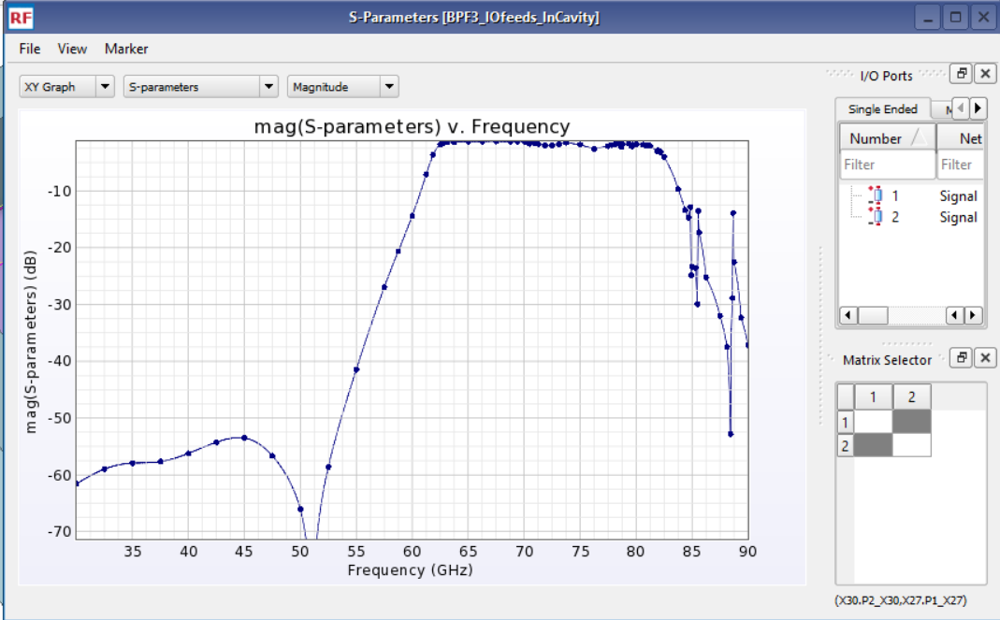 RF S-Parameters [BPF3_IOfeeds_InCavity]
File View Marker
XY Graph S-parameters Magnitude
mag(S-parameters) v. Frequency
mag(S-parameters) (dB)
-10
-20
-30
-40
-50
-60
-70
35 40 45 50 55 60 65 70 75 80 85 90
Frequency (GHz)
I/O Ports
Single Ended
Number Net
Filter Filter
1 Signal
2 Signal
Matrix Selector
1 2
1
2
(X30.P2_X30,X27.P1_X27)